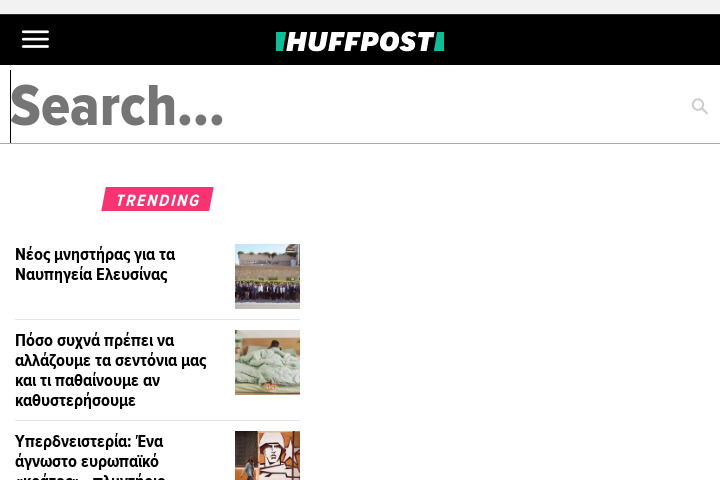 HUFFPOST
Search...
TRENDING
Νέος μνηστήρας για τα
Ναυπηγεία Ελευσίνας
Πόσο συχνά πρέπει να
αλλάζουμε τα σεντόνια μας
και τι παθαίνουμε αν
καθυστερήσουμε
Υπερδνειστερία: Ένα
άγνωστο ευρωπαϊκό